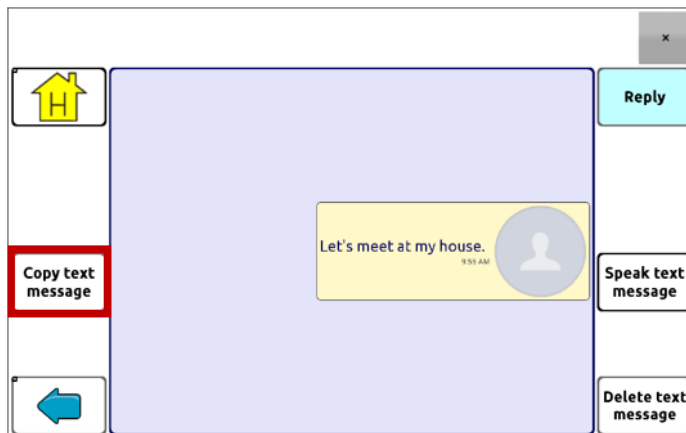 ×
H
Reply
Let's meet at my house.
9:55 AM
Copy text
message
Speak text
message
Delete text
message